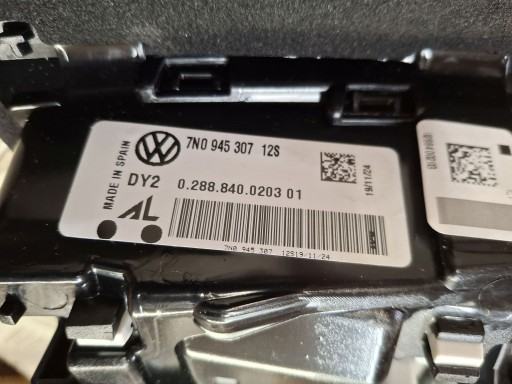 7N0 945 307 12S
MADE IN SPAIN
DY2
0.288.840.0203 01
AL
19/11/24
7N0 945 307 12S19/11/24